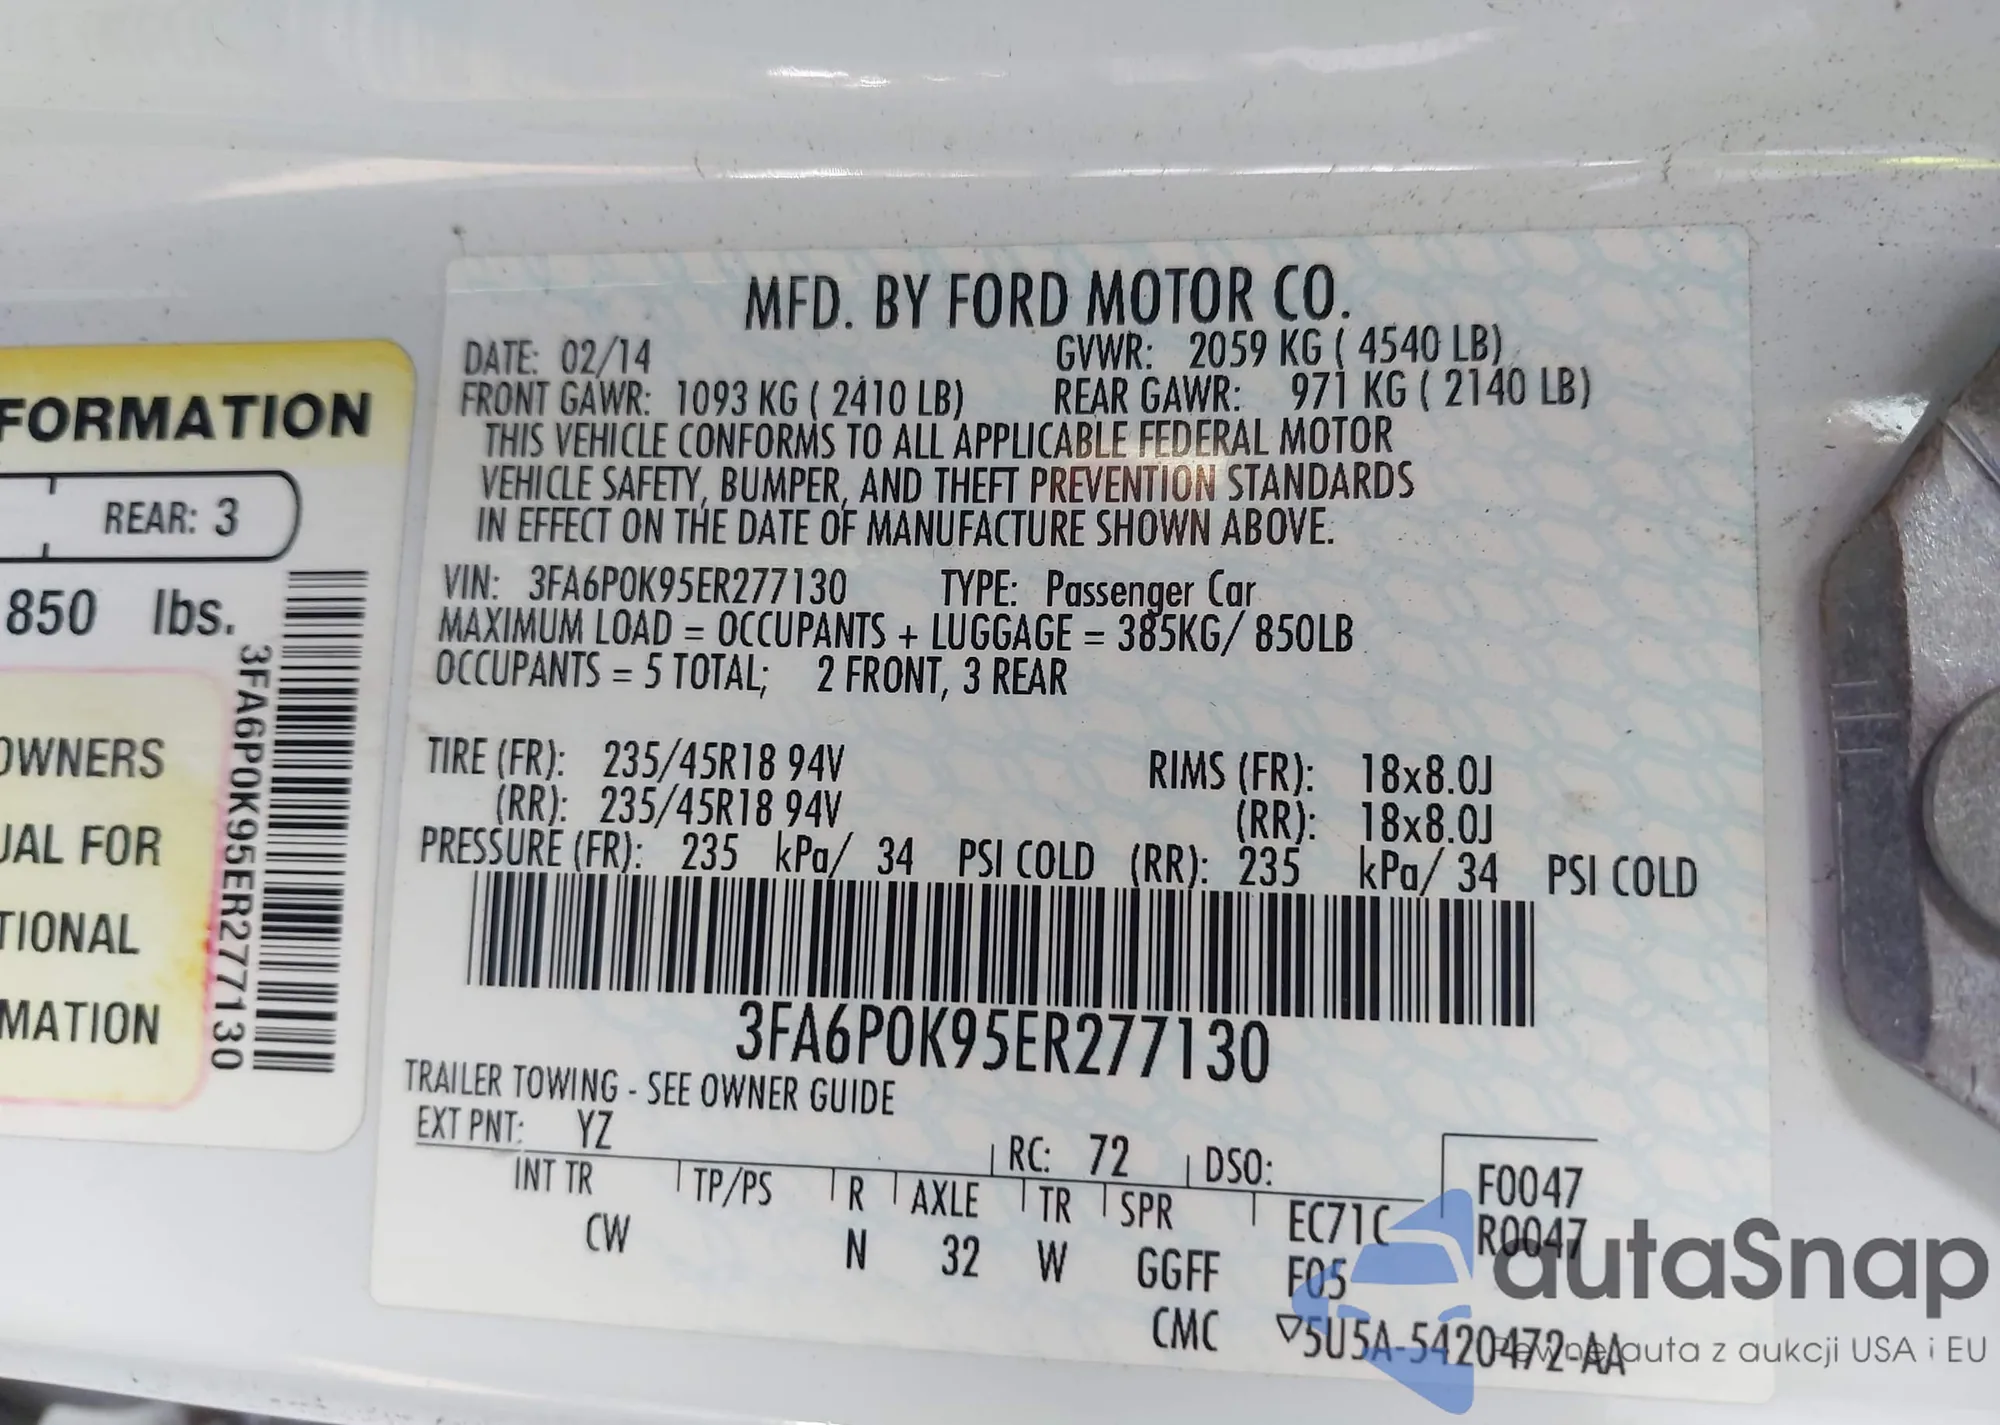 FORMATION
REAR: 3
850 lbs.
OWNERS
UAL FOR
TIONAL
MATION
3FA6P0K95ER277130
MFD. BY FORD MOTOR CO.
DATE: 02/14 GVWR: 2059 KG ( 4540 LB)
FRONT GAWR: 1093 KG ( 2410 LB) REAR GAWR: 971 KG ( 2140 LB)
THIS VEHICLE CONFORMS TO ALL APPLICABLE FEDERAL MOTOR
VEHICLE SAFETY, BUMPER, AND THEFT PREVENTION STANDARDS
IN EFFECT ON THE DATE OF MANUFACTURE SHOWN ABOVE.
VIN: 3FA6P0K95ER277130 TYPE: Passenger Car
MAXIMUM LOAD = OCCUPANTS + LUGGAGE = 385KG/ 850LB
OCCUPANTS = 5 TOTAL; 2 FRONT, 3 REAR
TIRE (FR): 235/45R18 94V RIMS (FR): 18x8.0J
(RR): 235/45R18 94V (RR): 18x8.0J
PRESSURE (FR): 235 kPa/ 34 PSI COLD (RR): 235 kPa/ 34 PSI COLD
3FA6P0K95ER277130
TRAILER TOWING - SEE OWNER GUIDE
EXT PNT: YZ RC: 72 DSO:
INT TR TP/PS R AXLE TR SPR EC71C F0047
CW N 32 W GGFF F05 R0047
CMC ▽5U5A-5420472-AA
autaSnap
Pewne auta z aukcji USA i EU